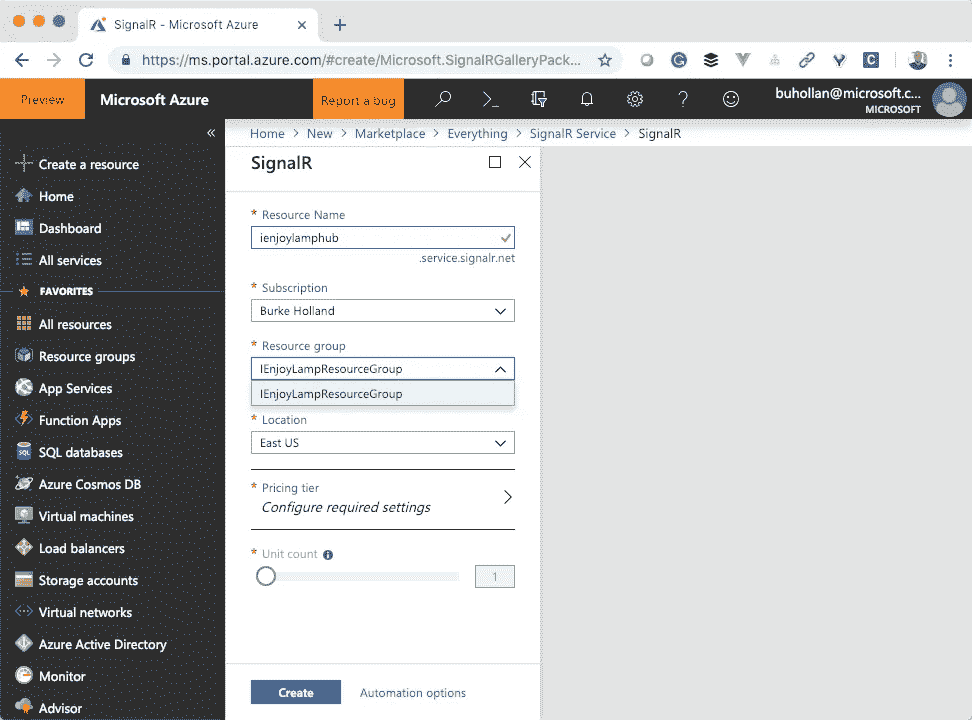 SignalR - Microsoft Azure
https://ms.portal.azure.com/#create/Microsoft.SignalRGalleryPack...
Preview
Microsoft Azure
Report a bug
buhollan@microsoft.c...
MICROSOFT
Home > New > Marketplace > Everything > SignalR Service > SignalR
Create a resource
Home
Dashboard
All services
FAVORITES
All resources
Resource groups
App Services
Function Apps
SQL databases
Azure Cosmos DB
Virtual machines
Load balancers
Storage accounts
Virtual networks
Azure Active Directory
Monitor
Advisor
SignalR
* Resource Name
ienjoylamphub
.service.signalr.net
* Subscription
Burke Holland
* Resource group
IEnjoyLampResourceGroup
IEnjoyLampResourceGroup
* Location
East US
* Pricing tier
Configure required settings
* Unit count
1
Create
Automation options